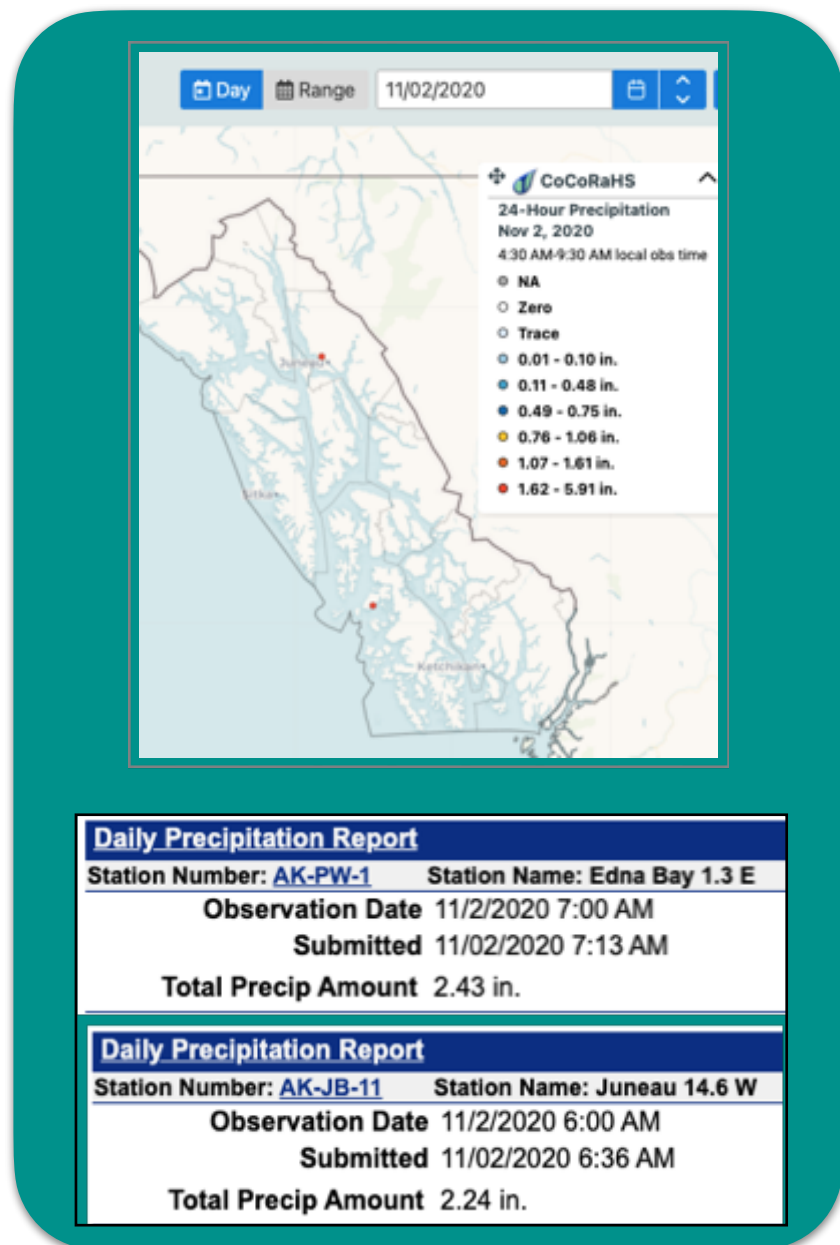 Day Range 11/02/2020
CoCoRaHS
24-Hour Precipitation
Nov 2, 2020
4:30 AM-9:30 AM local obs time
NA
Zero
Trace
0.01 - 0.10 in.
0.11 - 0.48 in.
0.49 - 0.75 in.
0.76 - 1.06 in.
1.07 - 1.61 in.
1.62 - 5.91 in.
Juneau
Sitka
Ketchikan
Daily Precipitation Report
Station Number: AK-PW-1 Station Name: Edna Bay 1.3 E
Observation Date 11/2/2020 7:00 AM
Submitted 11/02/2020 7:13 AM
Total Precip Amount 2.43 in.
Daily Precipitation Report
Station Number: AK-JB-11 Station Name: Juneau 14.6 W
Observation Date 11/2/2020 6:00 AM
Submitted 11/02/2020 6:36 AM
Total Precip Amount 2.24 in.